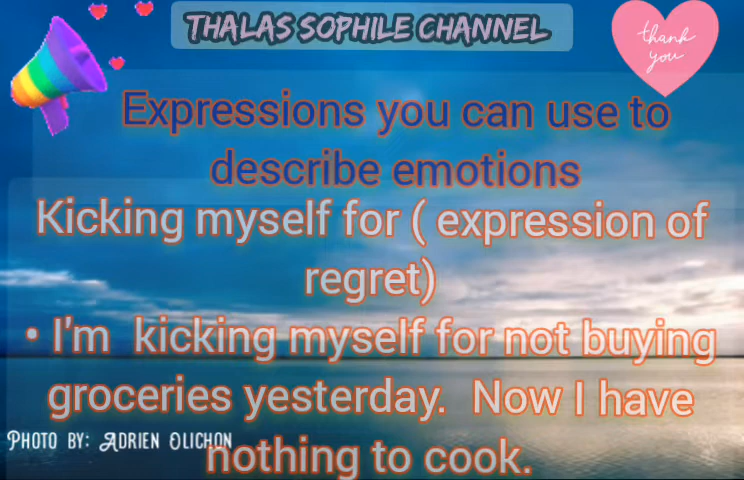 THALAS SOPHILE CHANNEL
thank
you
Expressions you can use to
describe emotions
Kicking myself for ( expression of
regret)
• I'm kicking myself for not buying
groceries yesterday. Now I have
nothing to cook.
PHOTO BY: ADRIEN OLICHON